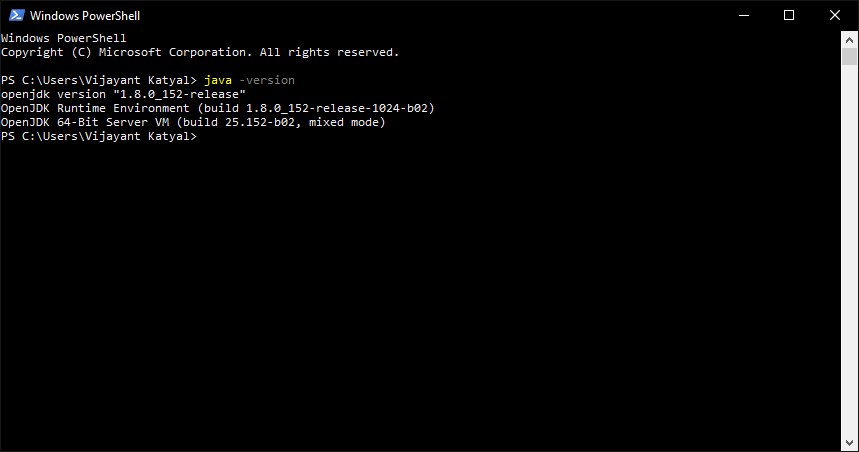 Windows PowerShell
Windows PowerShell
Copyright (C) Microsoft Corporation. All rights reserved.
PS C:\Users\Vijayant Katyal> java -version
openjdk version "1.8.0_152-release"
OpenJDK Runtime Environment (build 1.8.0_152-release-1024-b02)
OpenJDK 64-Bit Server VM (build 25.152-b02, mixed mode)
PS C:\Users\Vijayant Katyal>